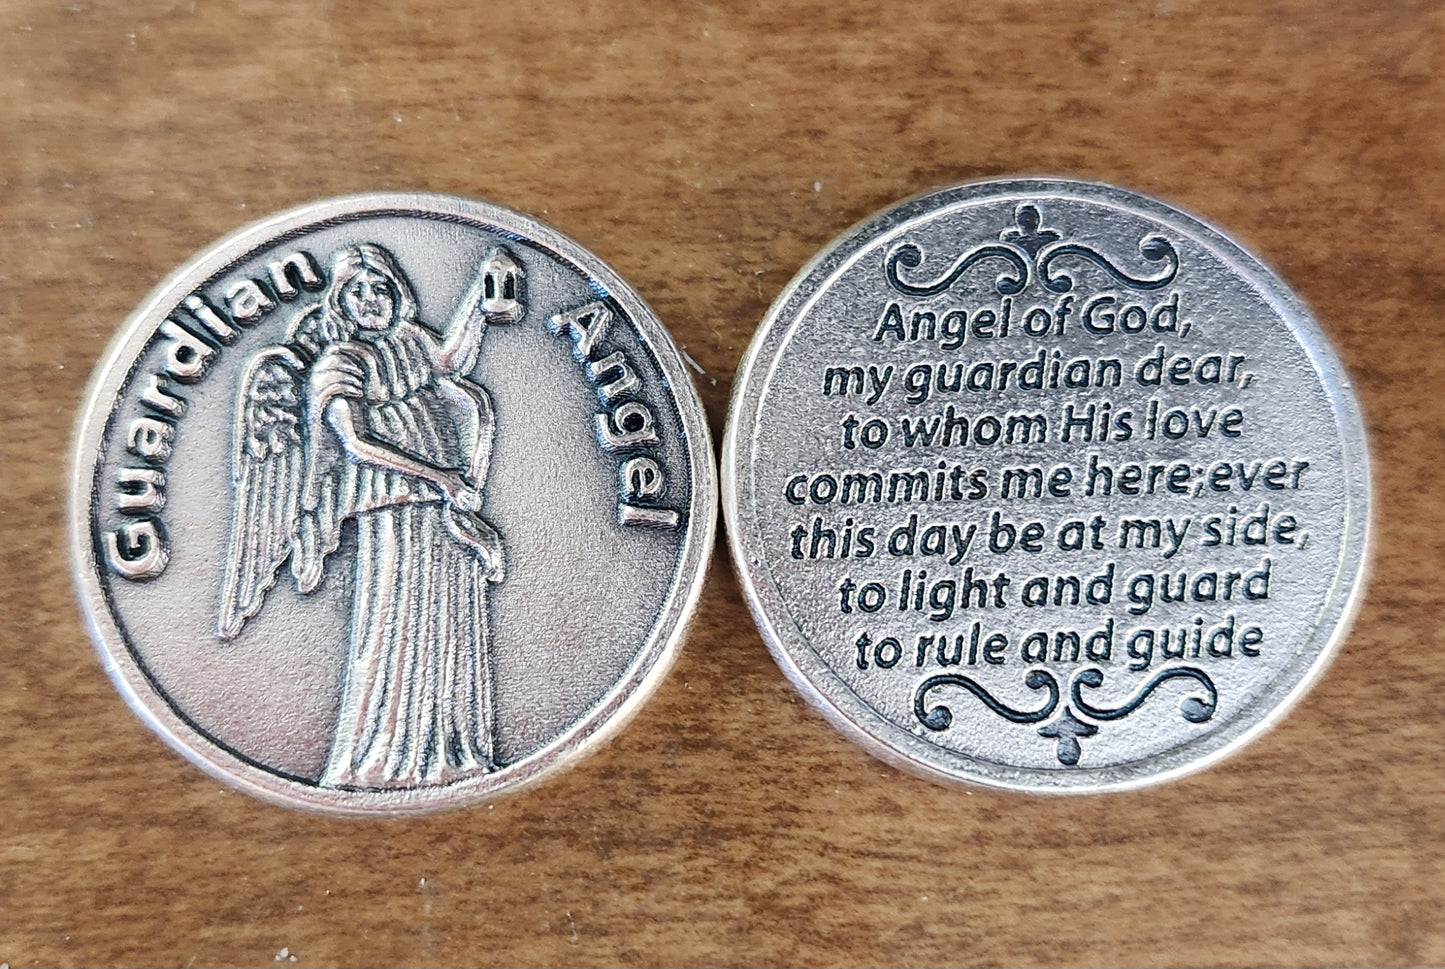 Guardian Angel
Angel of God,
my guardian dear,
to whom His love
commits me here;ever
this day be at my side,
to light and guard
to rule and guide